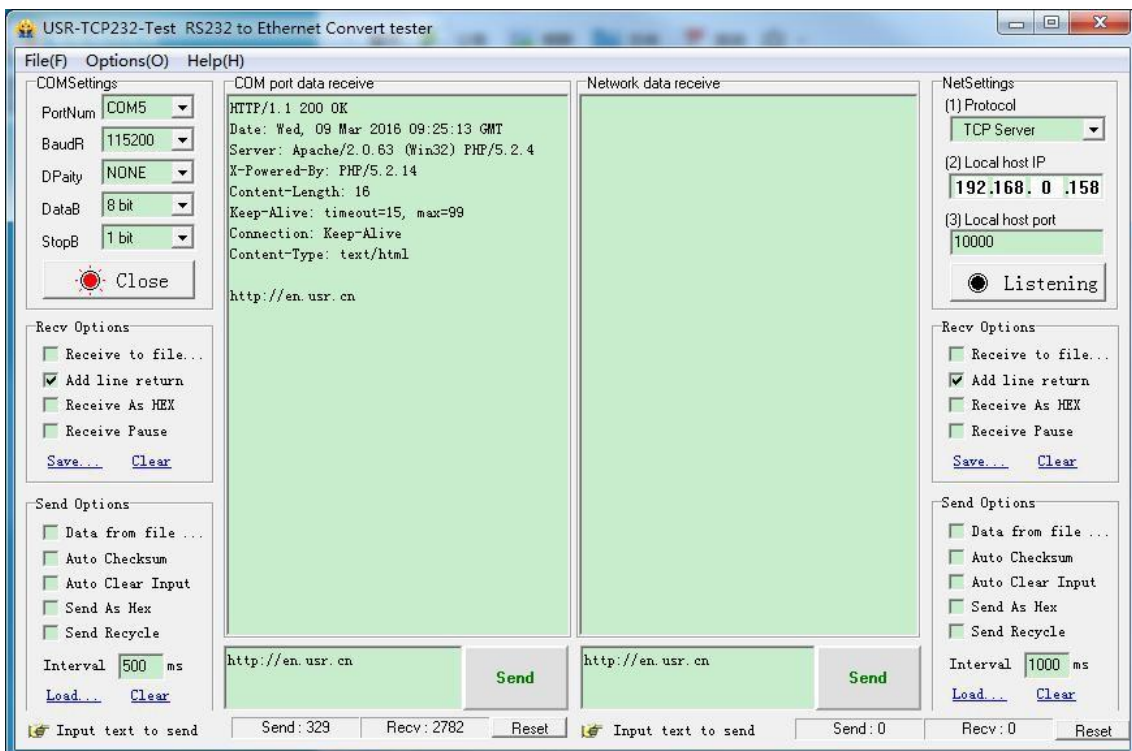 USR-TCP232-Test RS232 to Ethernet Convert tester
File(F) Options(O) Help(H)
COMSettings
PortNum COM5
BaudR 115200
DPaity NONE
DataB 8 bit
StopB 1 bit
Close
Recv Options
Receive to file...
Add line return
Receive As HEX
Receive Pause
Save... Clear
Send Options
Data from file ...
Auto Checksum
Auto Clear Input
Send As Hex
Send Recycle
Interval 500 ms
Load... Clear
COM port data receive
HTTP/1.1 200 OK
Date: Wed, 09 Mar 2016 09:25:13 GMT
Server: Apache/2.0.63 (Win32) PHP/5.2.4
X-Powered-By: PHP/5.2.14
Content-Length: 16
Keep-Alive: timeout=15, max=99
Connection: Keep-Alive
Content-Type: text/html
http://en.usr.cn
http://en.usr.cn
Send
Network data receive
http://en.usr.cn
Send
NetSettings
(1) Protocol
TCP Server
(2) Local host IP
192.168. 0 .158
(3) Local host port
10000
Listening
Recv Options
Receive to file...
Add line return
Receive As HEX
Receive Pause
Save... Clear
Send Options
Data from file ...
Auto Checksum
Auto Clear Input
Send As Hex
Send Recycle
Interval 1000 ms
Load... Clear
Input text to send Send : 329 Recv : 2782 Reset
Input text to send Send : 0 Recv : 0 Reset